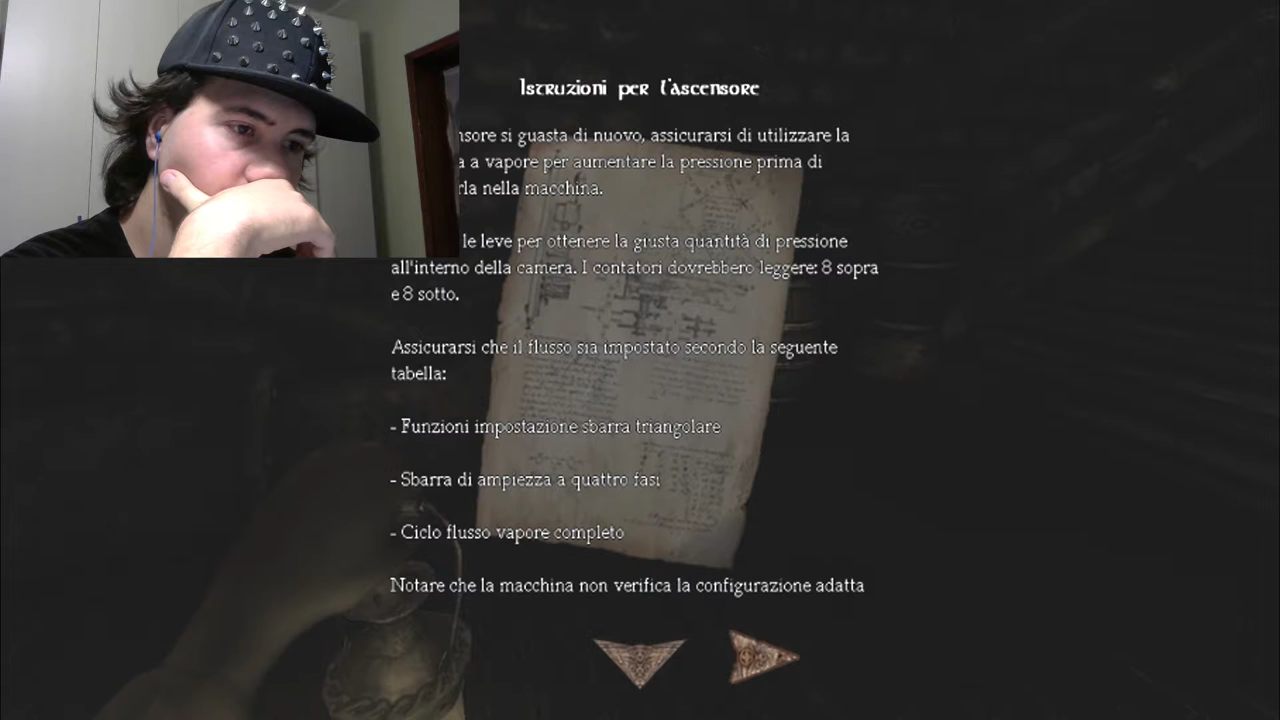 Istruzioni per l'ascensore
si guasta di nuovo, assicurarsi di utilizzare la
a vapore per aumentare la pressione prima di
nella macchina.
le leve per ottenere la giusta quantità di pressione
all'interno della camera. I contatori dovrebbero leggere: 8 sopra
e 8 sotto.
Assicurarsi che il flusso sia impostato secondo la seguente
tabella:
- Funzioni impostazione sbarra triangolare
- Sbarra di ampiezza a quattro fasi
- Ciclo flusso vapore completo
Notare che la macchina non verifica la configurazione adatta